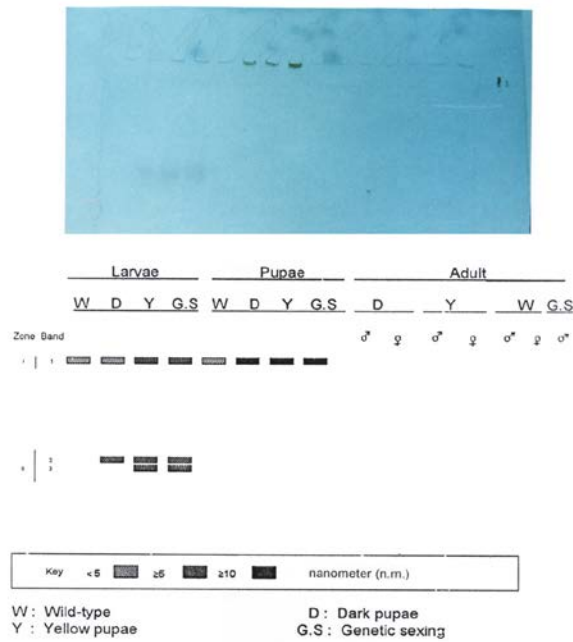 Larvae Pupae Adult
W D Y G.S W D Y G.S D Y W G.S
♂ ♀ ♂ ♀ ♂ ♀ ♂
Zone Band
1
2
3
Key <5 ≥5 ≥10 nanometer (n.m.)
W : Wild-type D : Dark pupae
Y : Yellow pupae G.S : Genetic sexing